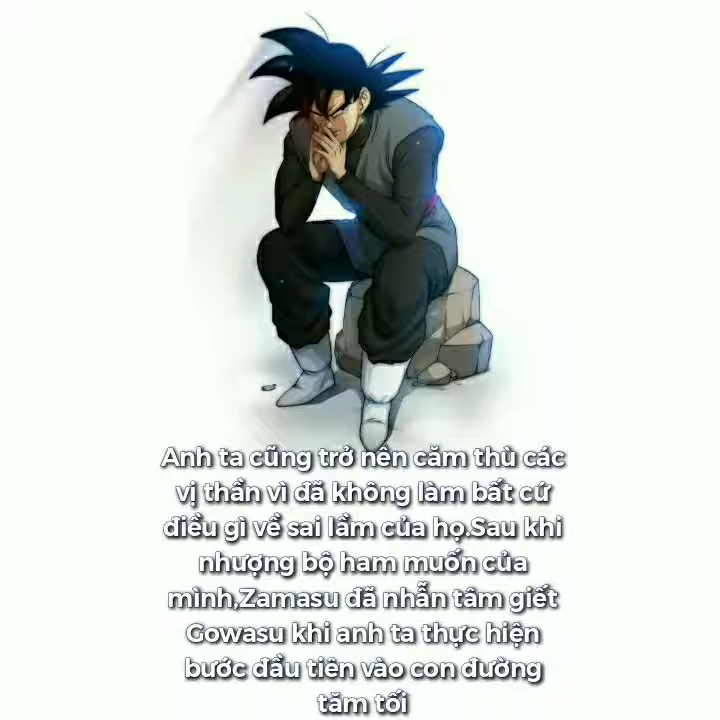 Anh ta cũng trở nên căm thù các
vị thần vì đã không làm bất cứ
điều gì về sai lầm của họ.Sau khi
nhượng bộ ham muốn của
mình,Zamasu đã nhẫn tâm giết
Gowasu khi anh ta thực hiện
bước đầu tiên vào con đường
tăm tối